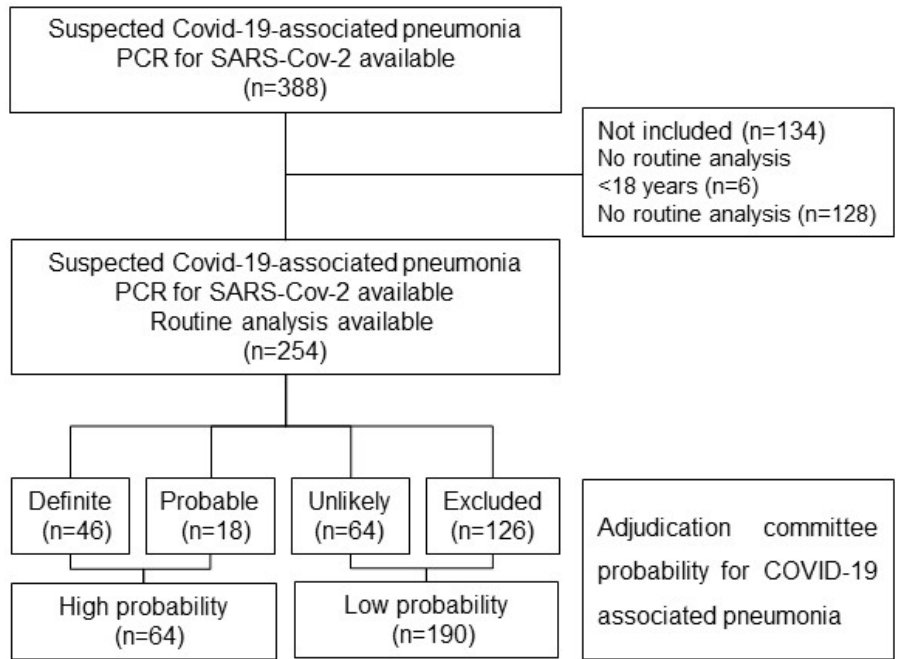 Suspected Covid-19-associated pneumonia
PCR for SARS-Cov-2 available
(n=388)
Not included (n=134)
No routine analysis
<18 years (n=6)
No routine analysis (n=128)
Suspected Covid-19-associated pneumonia
PCR for SARS-Cov-2 available
Routine analysis available
(n=254)
Definite
(n=46)
Probable
(n=18)
Unlikely
(n=64)
Excluded
(n=126)
High probability
(n=64)
Low probability
(n=190)
Adjudication committee
probability for COVID-19
associated pneumonia